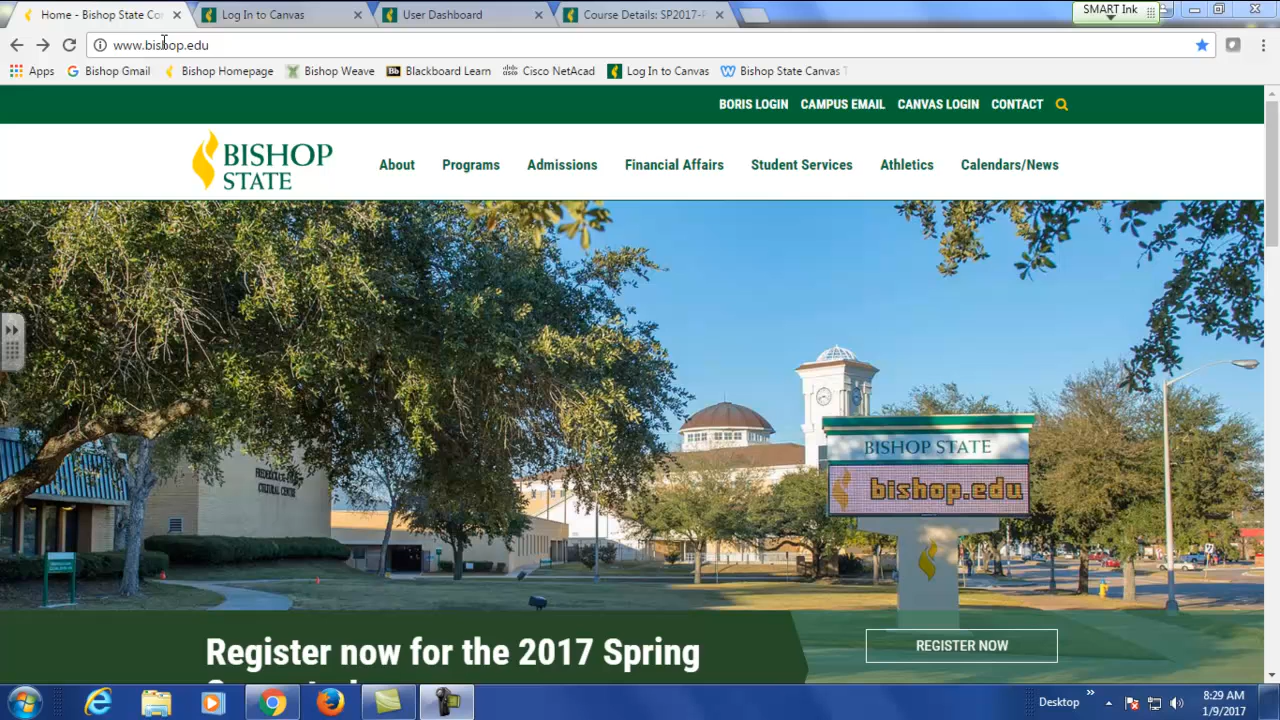 Home - Bishop State Co
Log In to Canvas
User Dashboard
Course Details: SP2017-
SMART Ink
www.bishop.edu
Apps
Bishop Gmail
Bishop Homepage
Bishop Weave
Bb Blackboard Learn
Cisco NetAcad
Log In to Canvas
Bishop State Canvas T
BORIS LOGIN CAMPUS EMAIL CANVAS LOGIN CONTACT
BISHOP
STATE
About Programs Admissions Financial Affairs Student Services Athletics Calendars/News
BISHOP STATE
bishop.edu
CULTURAL CENTER
Register now for the 2017 Spring
REGISTER NOW
Desktop
8:29 AM
1/9/2017